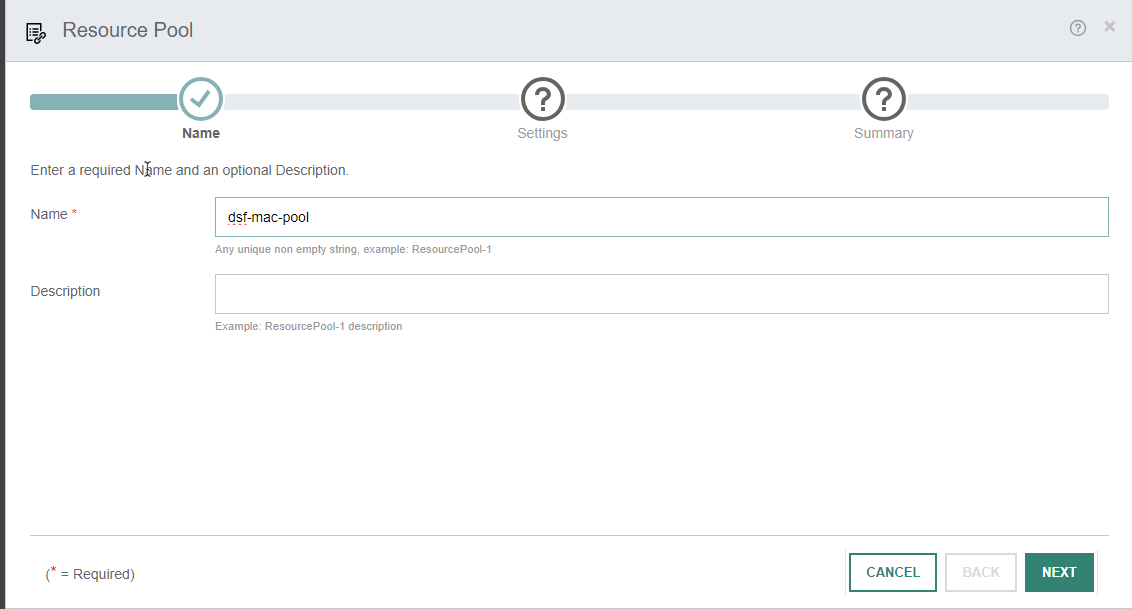 Resource Pool
Name
Settings
Summary
Enter a required Name and an optional Description.
Name *
dsf-mac-pool
Any unique non empty string, example: ResourcePool-1
Description
Example: ResourcePool-1 description
(* = Required)
CANCEL
BACK
NEXT